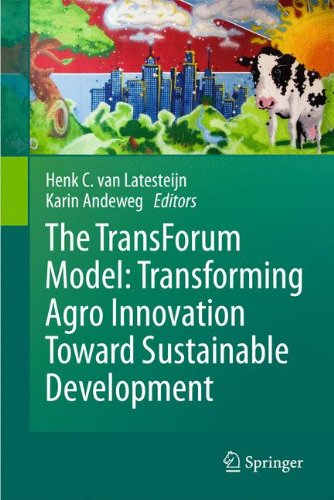 Henk C. van Latesteijn
Karin Andeweg   Editors
The TransForum
Model: Transforming
Agro Innovation
Toward Sustainable
Development
Springer